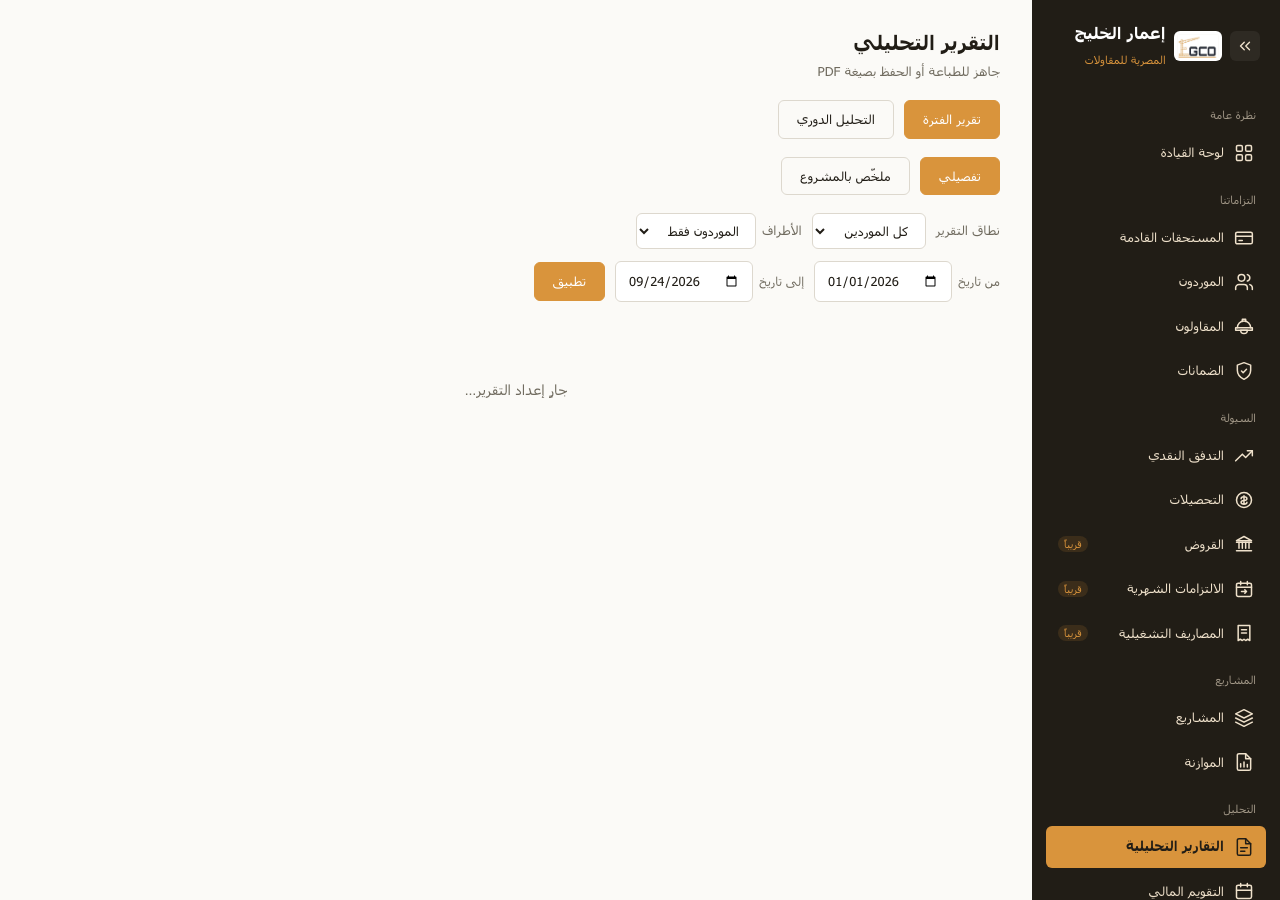 إعمار الخليج
GCO
المصرية للمقاولات
نظرة عامة
لوحة القيادة
التزاماتنا
المستحقات القادمة
الموردون
المقاولون
الضمانات
السيولة
التدفق النقدي
التحصيلات
القروض قريباً
الالتزامات الشهرية قريباً
المصاريف التشغيلية قريباً
المشاريع
المشاريع
الموازنة
التحليل
التقارير التحليلية
التقويم المالي
التقرير التحليلي
جاهز للطباعة أو الحفظ بصيغة PDF
تقرير الفترة التحليل الدوري
تفصيلي ملخّص بالمشروع
نطاق التقرير كل الموردين الأطراف الموردون فقط
من تاريخ 01/01/2026 إلى تاريخ 09/24/2026 تطبيق
جارٍ إعداد التقرير...